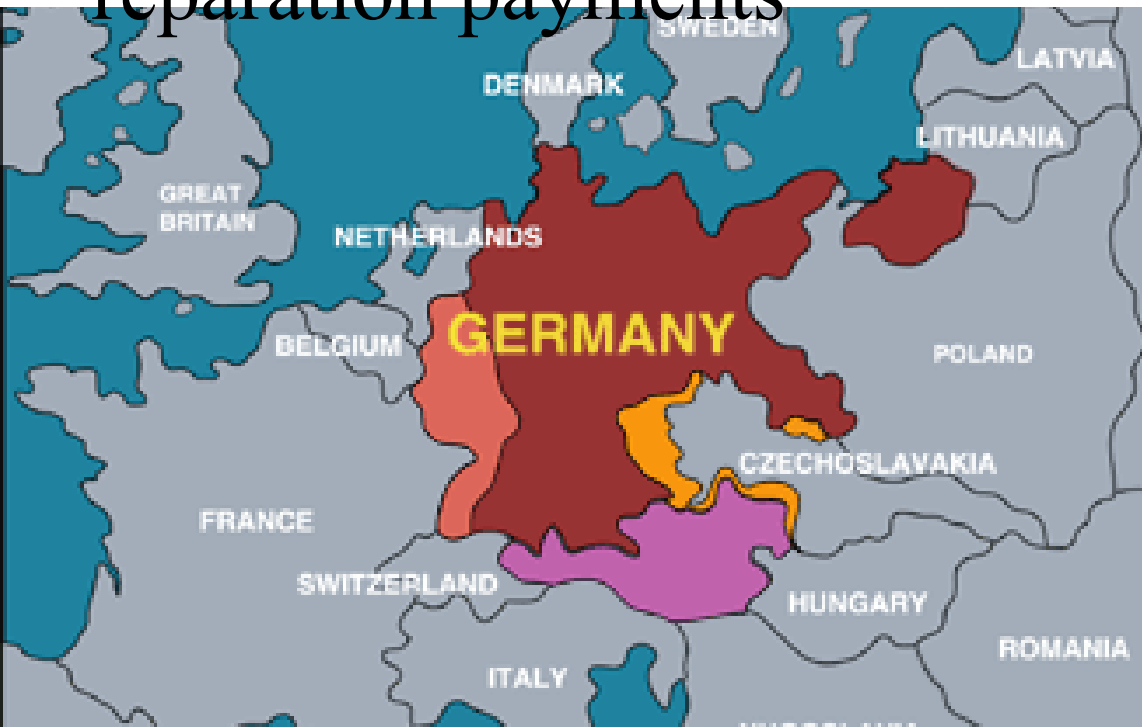 reparation payments
SWEDEN
LATVIA
DENMARK
LITHUANIA
GREAT
BRITAIN
NETHERLANDS
GERMANY
BELGIUM
POLAND
CZECHOSLAVAKIA
FRANCE
SWITZERLAND
HUNGARY
ROMANIA
ITALY